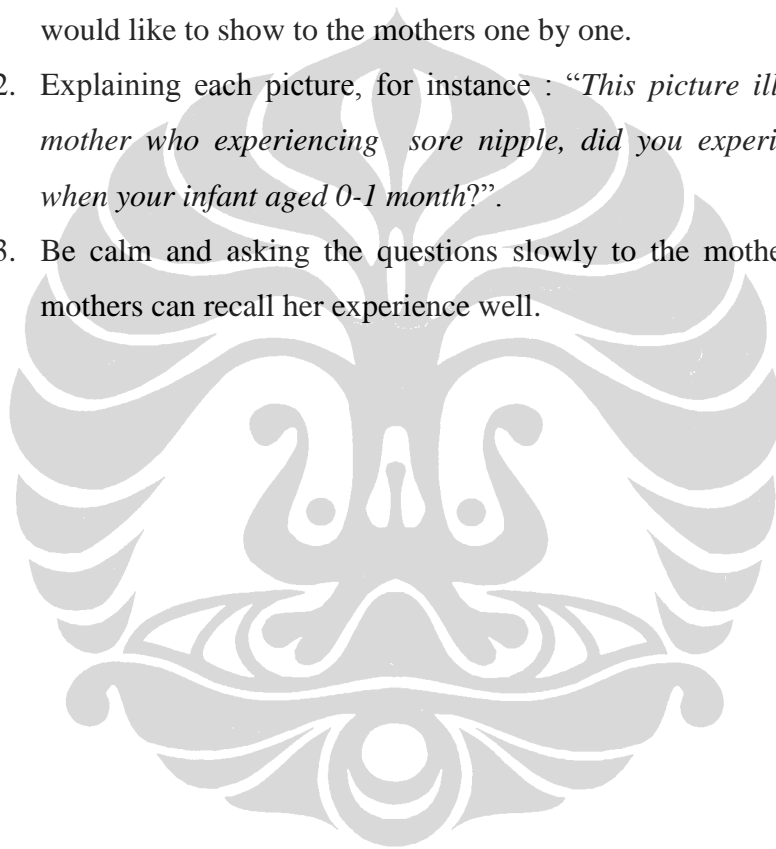 would like to show to the mothers one by one.
2. Explaining each picture, for instance : “This picture ill
mother who experiencing sore nipple, did you experi
when your infant aged 0-1 month?”.
3. Be calm and asking the questions slowly to the mothe
mothers can recall her experience well.